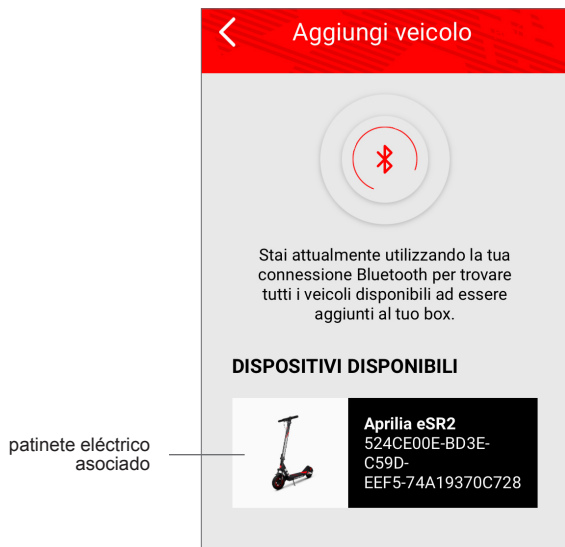 Aggiungi veicolo
Stai attualmente utilizzando la tua
connessione Bluetooth per trovare
tutti i veicoli disponibili ad essere
aggiunti al tuo box.
DISPOSITIVI DISPONIBILI
patinete eléctrico
asociado
Aprilia eSR2
524CE00E-BD3E-
C59D-
EEF5-74A19370C728